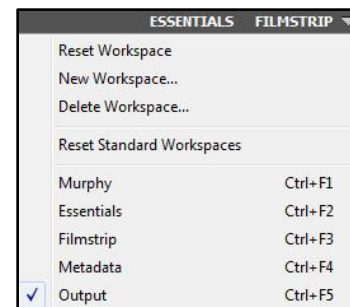 ESSENTIALS FILMSTRIP
Reset Workspace
New Workspace...
Delete Workspace...
Reset Standard Workspaces
Murphy Ctrl+F1
Essentials Ctrl+F2
Filmstrip Ctrl+F3
Metadata Ctrl+F4
Output Ctrl+F5